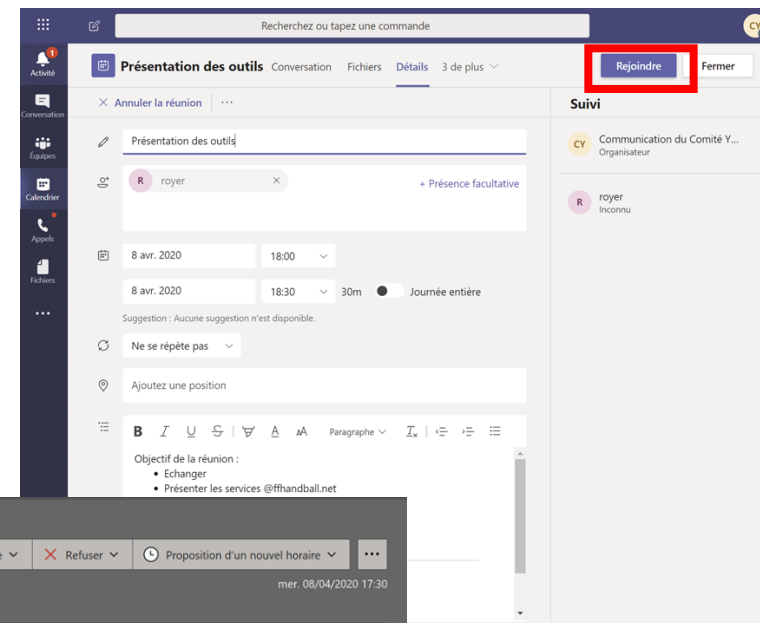 Recherchez ou tapez une commande
CY
1
Activité
Présentation des outils Conversation Fichiers Détails 3 de plus
Rejoindre Fermer
Conversation
× Annuler la réunion ...
Suivi
Équipes
Présentation des outils
CY Communication du Comité Y...
Organisateur
Calendrier
R royer ×
+ Présence facultative
R royer
Inconnu
Appels
8 avr. 2020 18:00
Fichiers
8 avr. 2020 18:30 30m Journée entière
...
Suggestion : Aucune suggestion n'est disponible.
Ne se répète pas
Ajoutez une position
B I U S A AA Paragraphe Tx
Objectif de la réunion :
• Echanger
• Présenter les services @ffhandball.net
Refuser Proposition d'un nouvel horaire ...
mer. 08/04/2020 17:30